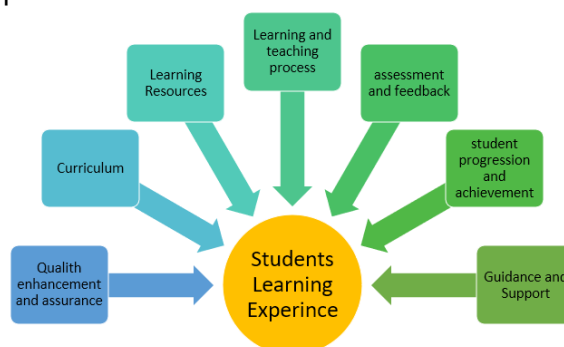 Learning and
teaching
process
Learning
Resources
assessment
and feedback
Curriculum
student
progression
and
achievement
Qualith
enhancement
and assurance
Students
Learning
Experince
Guidance and
Support